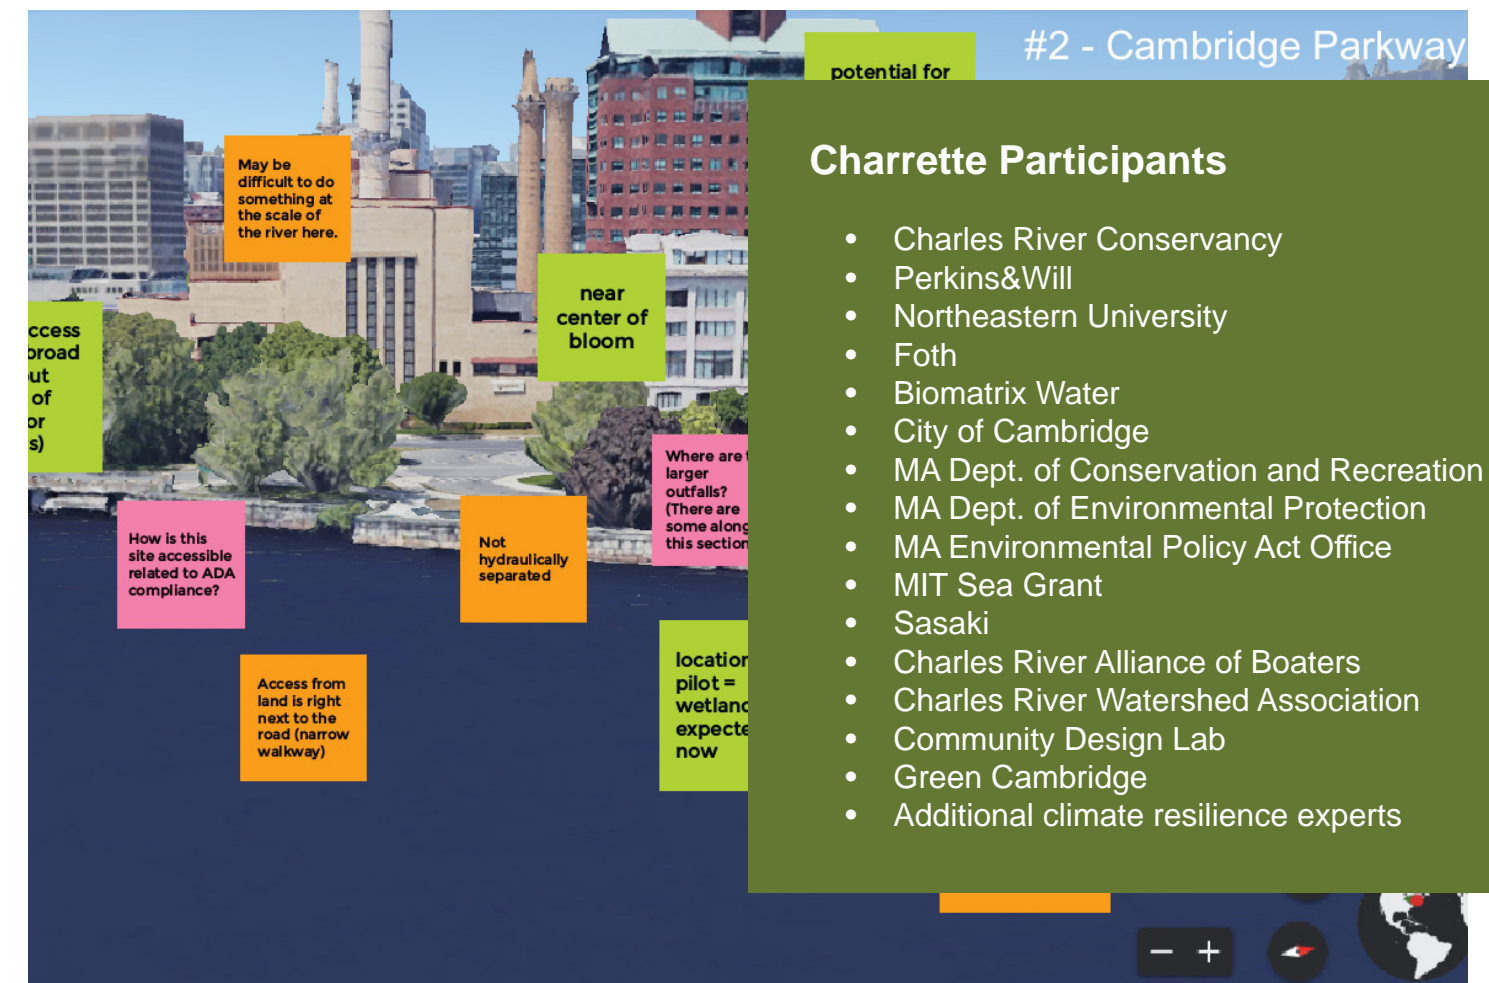 #2 - Cambridge Parkway
potential for
May be
difficult to do
something at
the scale of
the river here.
near
center of
bloom
ccess
broad
ut
of
or
s)
How is this
site accessible
related to ADA
compliance?
Not
hydraulically
separated
Where are
larger
outfalls?
(There are
some along
this section
Access from
land is right
next to the
road (narrow
walkway)
location
pilot =
wetland
expecte
now
Charrette Participants
• Charles River Conservancy
• Perkins&Will
• Northeastern University
• Foth
• Biomatrix Water
• City of Cambridge
• MA Dept. of Conservation and Recreation
• MA Dept. of Environmental Protection
• MA Environmental Policy Act Office
• MIT Sea Grant
• Sasaki
• Charles River Alliance of Boaters
• Charles River Watershed Association
• Community Design Lab
• Green Cambridge
• Additional climate resilience experts